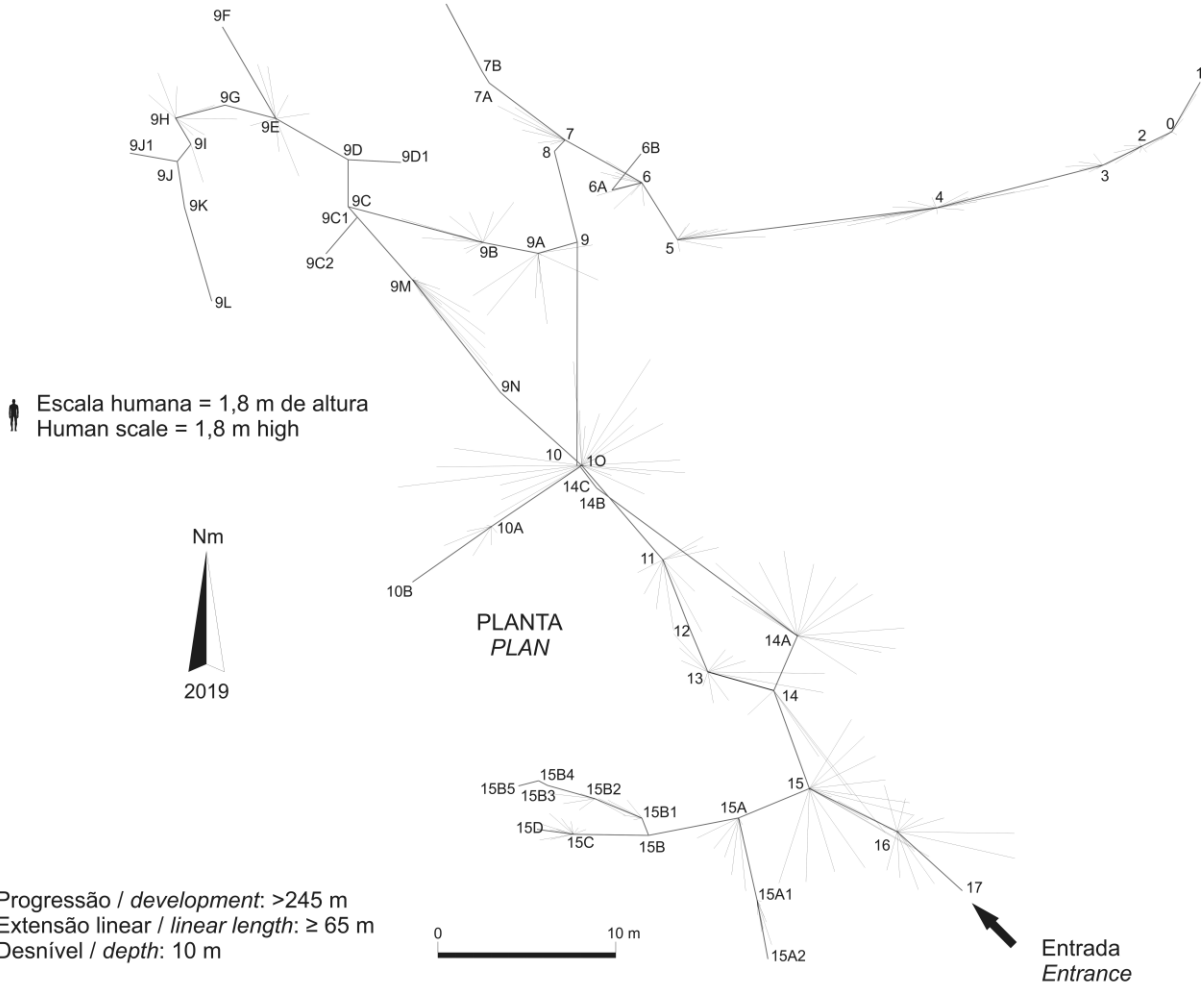 9F
7B
1
7A
9G
9H
9E
0
2
7
9J1
9I
9D
9D1
8
6B
3
9J
6A
6
9K
9C
4
9C1
9A
9
9B
5
9C2
9M
9L
9N
Escala humana = 1,8 m de altura
Human scale = 1,8 m high
10
1O
14C
14B
10A
Nm
11
10B
PLANTA
PLAN
12
14A
13
2019
14
15B4
15B5
15B3
15B2
15
15B1
15A
15D
15C
15B
16
17
15A1
Progressão / development: >245 m
Extensão linear / linear length: ≥ 65 m
Desnível / depth: 10 m
0
10 m
15A2
Entrada
Entrance